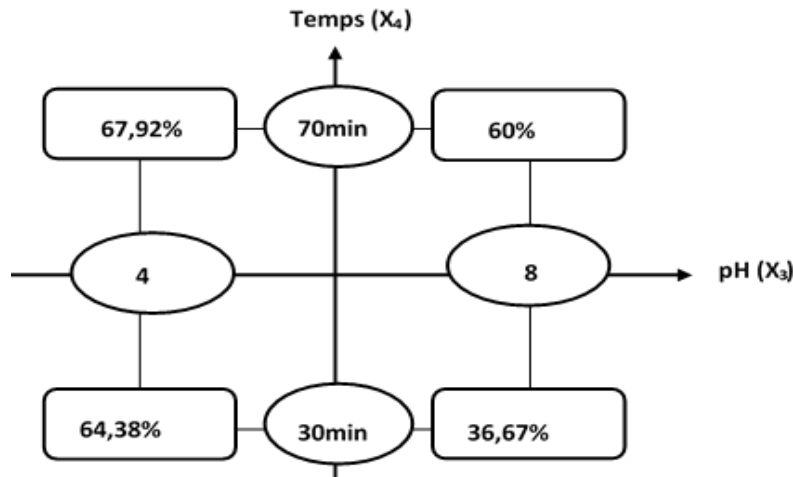 Temps (X₄)
67,92%
70min
60%
4
8
pH (X₃)
64,38%
30min
36,67%